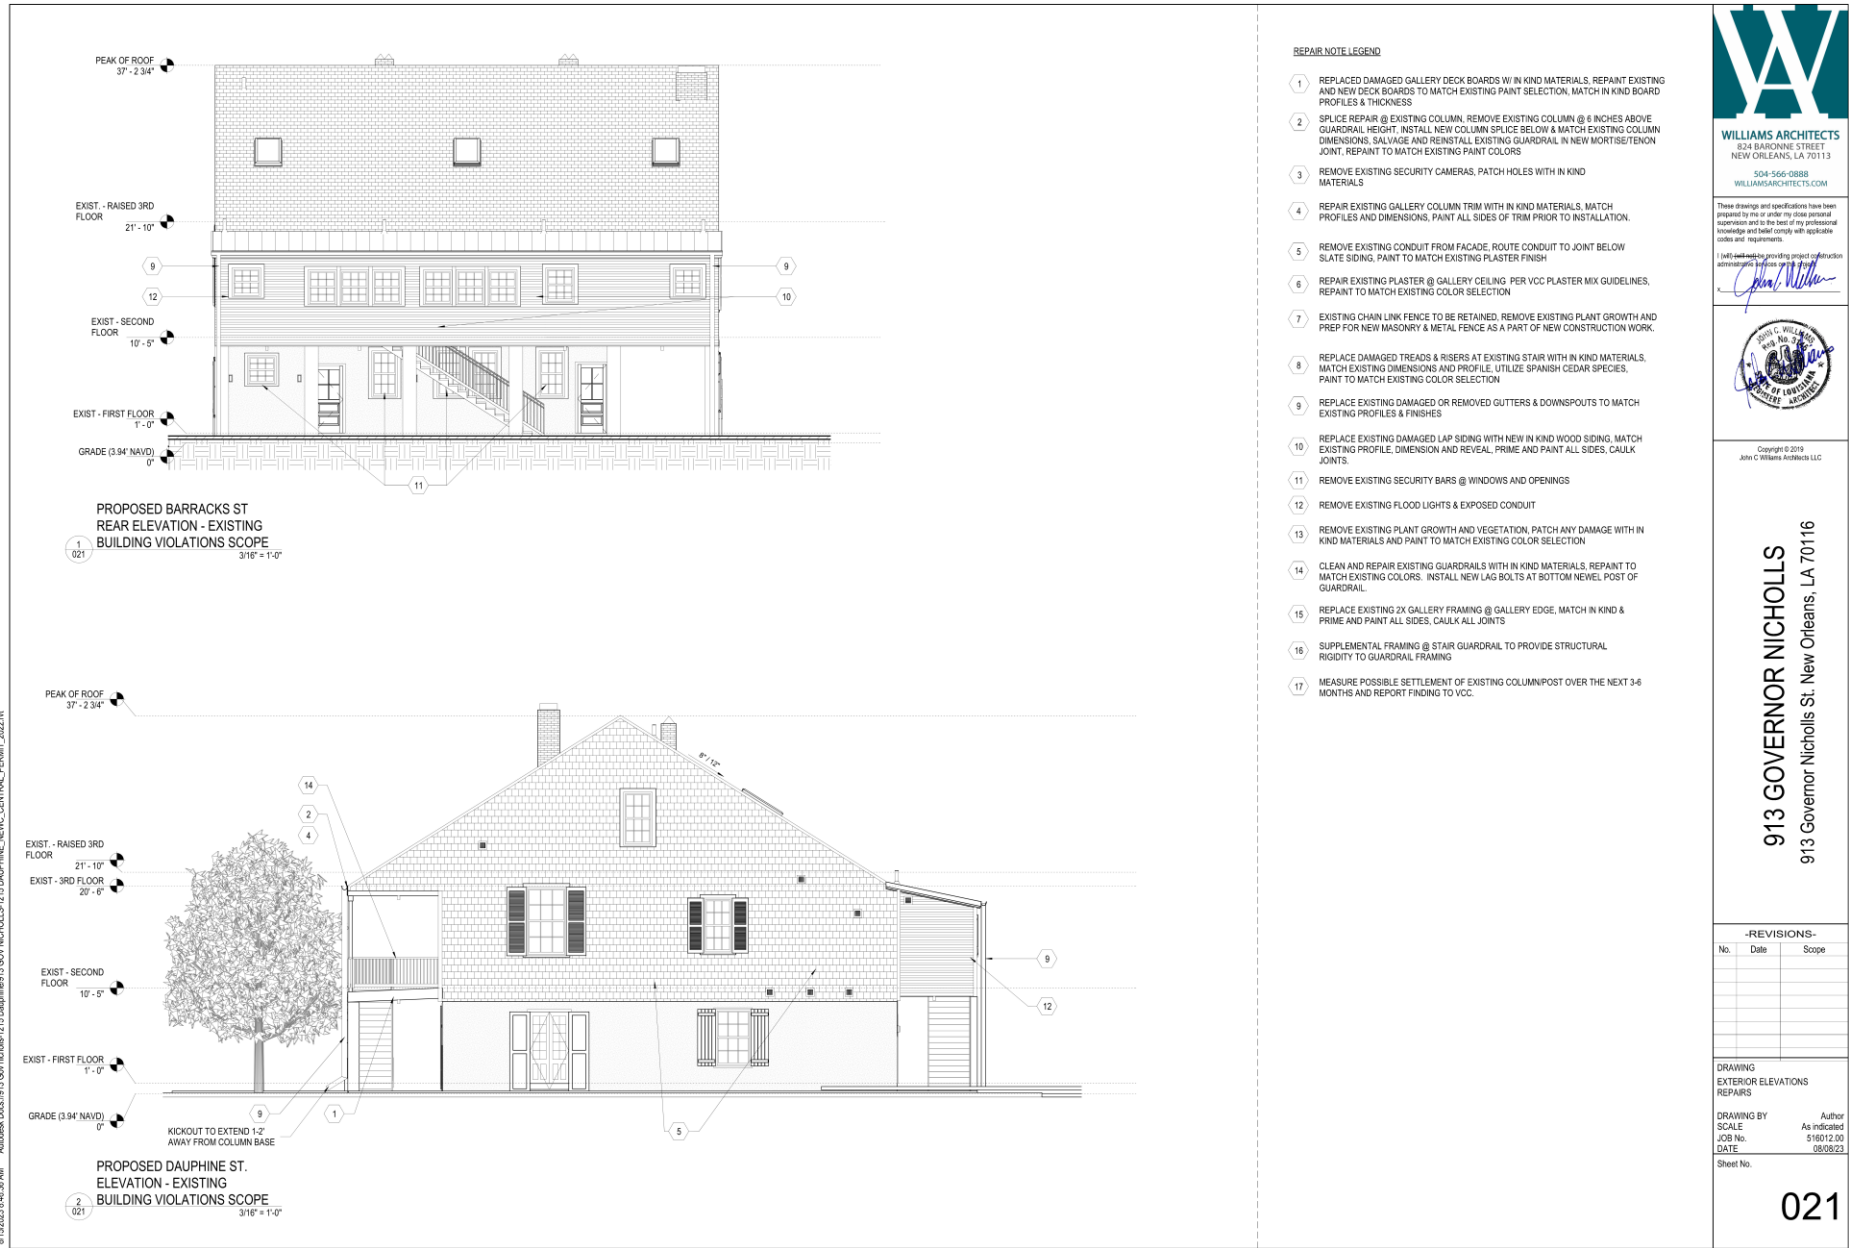 PEAK OF ROOF
37' - 2 3/4"
EXIST. - RAISED 3RD
FLOOR
21' - 10"
9
9
12
10
EXIST - SECOND
FLOOR
10' - 5"
EXIST - FIRST FLOOR
1' - 0"
GRADE (3.94' NAVD)
0"
11
PROPOSED BARRACKS ST
REAR ELEVATION - EXISTING
BUILDING VIOLATIONS SCOPE
1
021
3/16" = 1'-0"
PEAK OF ROOF
37' - 2 3/4"
8" / 12"
14
2
4
EXIST. - RAISED 3RD
FLOOR
21' - 10"
EXIST - 3RD FLOOR
20' - 6"
EXIST - SECOND
FLOOR
10' - 5"
9
12
EXIST - FIRST FLOOR
1' - 0"
GRADE (3.94' NAVD)
0"
9
1
5
KICKOUT TO EXTEND 1-2'
AWAY FROM COLUMN BASE
PROPOSED DAUPHINE ST.
ELEVATION - EXISTING
BUILDING VIOLATIONS SCOPE
2
021
3/16" = 1'-0"
REPAIR NOTE LEGEND
1 REPLACED DAMAGED GALLERY DECK BOARDS W/ IN KIND MATERIALS, REPAINT EXISTING
AND NEW DECK BOARDS TO MATCH EXISTING PAINT SELECTION, MATCH IN KIND BOARD
PROFILES & THICKNESS
2 SPLICE REPAIR @ EXISTING COLUMN, REMOVE EXISTING COLUMN @ 6 INCHES ABOVE
GUARDRAIL HEIGHT, INSTALL NEW COLUMN SPLICE BELOW & MATCH EXISTING COLUMN
DIMENSIONS, SALVAGE AND REINSTALL EXISTING GUARDRAIL IN NEW MORTISE/TENON
JOINT, REPAINT TO MATCH EXISTING PAINT COLORS
3 REMOVE EXISTING SECURITY CAMERAS, PATCH HOLES WITH IN KIND
MATERIALS
4 REPAIR EXISTING GALLERY COLUMN TRIM WITH IN KIND MATERIALS, MATCH
PROFILES AND DIMENSIONS, PAINT ALL SIDES OF TRIM PRIOR TO INSTALLATION.
5 REMOVE EXISTING CONDUIT FROM FACADE, ROUTE CONDUIT TO JOINT BELOW
SLATE SIDING, PAINT TO MATCH EXISTING PLASTER FINISH
6 REPAIR EXISTING PLASTER @ GALLERY CEILING PER VCC PLASTER MIX GUIDELINES,
REPAINT TO MATCH EXISTING COLOR SELECTION
7 EXISTING CHAIN LINK FENCE TO BE RETAINED, REMOVE EXISTING PLANT GROWTH AND
PREP FOR NEW MASONRY & METAL FENCE AS A PART OF NEW CONSTRUCTION WORK.
8 REPLACE DAMAGED TREADS & RISERS AT EXISTING STAIR WITH IN KIND MATERIALS,
MATCH EXISTING DIMENSIONS AND PROFILE, UTILIZE SPANISH CEDAR SPECIES,
PAINT TO MATCH EXISTING COLOR SELECTION
9 REPLACE EXISTING DAMAGED OR REMOVED GUTTERS & DOWNSPOUTS TO MATCH
EXISTING PROFILES & FINISHES
10 REPLACE EXISTING DAMAGED LAP SIDING WITH NEW IN KIND WOOD SIDING, MATCH
EXISTING PROFILE, DIMENSION AND REVEAL, PRIME AND PAINT ALL SIDES, CAULK
JOINTS.
11 REMOVE EXISTING SECURITY BARS @ WINDOWS AND OPENINGS
12 REMOVE EXISTING FLOOD LIGHTS & EXPOSED CONDUIT
13 REMOVE EXISTING PLANT GROWTH AND VEGETATION, PATCH ANY DAMAGE WITH IN
KIND MATERIALS AND PAINT TO MATCH EXISTING COLOR SELECTION
14 CLEAN AND REPAIR EXISTING GUARDRAILS WITH IN KIND MATERIALS, REPAINT TO
MATCH EXISTING COLORS. INSTALL NEW LAG BOLTS AT BOTTOM NEWEL POST OF
GUARDRAIL.
15 REPLACE EXISTING 2X GALLERY FRAMING @ GALLERY EDGE, MATCH IN KIND &
PRIME AND PAINT ALL SIDES, CAULK ALL JOINTS
16 SUPPLEMENTAL FRAMING @ STAIR GUARDRAIL TO PROVIDE STRUCTURAL
RIGIDITY TO GUARDRAIL FRAMING
17 MEASURE POSSIBLE SETTLEMENT OF EXISTING COLUMN/POST OVER THE NEXT 3-6
MONTHS AND REPORT FINDING TO VCC.
WA
WILLIAMS ARCHITECTS
824 BARONNE STREET
NEW ORLEANS, LA 70113
504-566-0888
WILLIAMSARCHITECTS.COM
These drawings and specifications have been
prepared by me or under my close personal
supervision and to the best of my professional
knowledge and belief comply with applicable
codes and requirements.
I (will) (will not) be providing project construction
administrative services on this project.
JOHN C. WILLIAMS
Reg. No.
OF LOUISIANA
ARCHITECT
Copyright © 2019
John C Williams Architects LLC
913 GOVERNOR NICHOLLS
913 Governor Nicholls St. New Orleans, LA 70116
-REVISIONS-
No. Date Scope
DRAWING
EXTERIOR ELEVATIONS
REPAIRS
DRAWING BY Author
SCALE As indicated
JOB No. 516012.00
DATE 08/08/23
Sheet No.
021